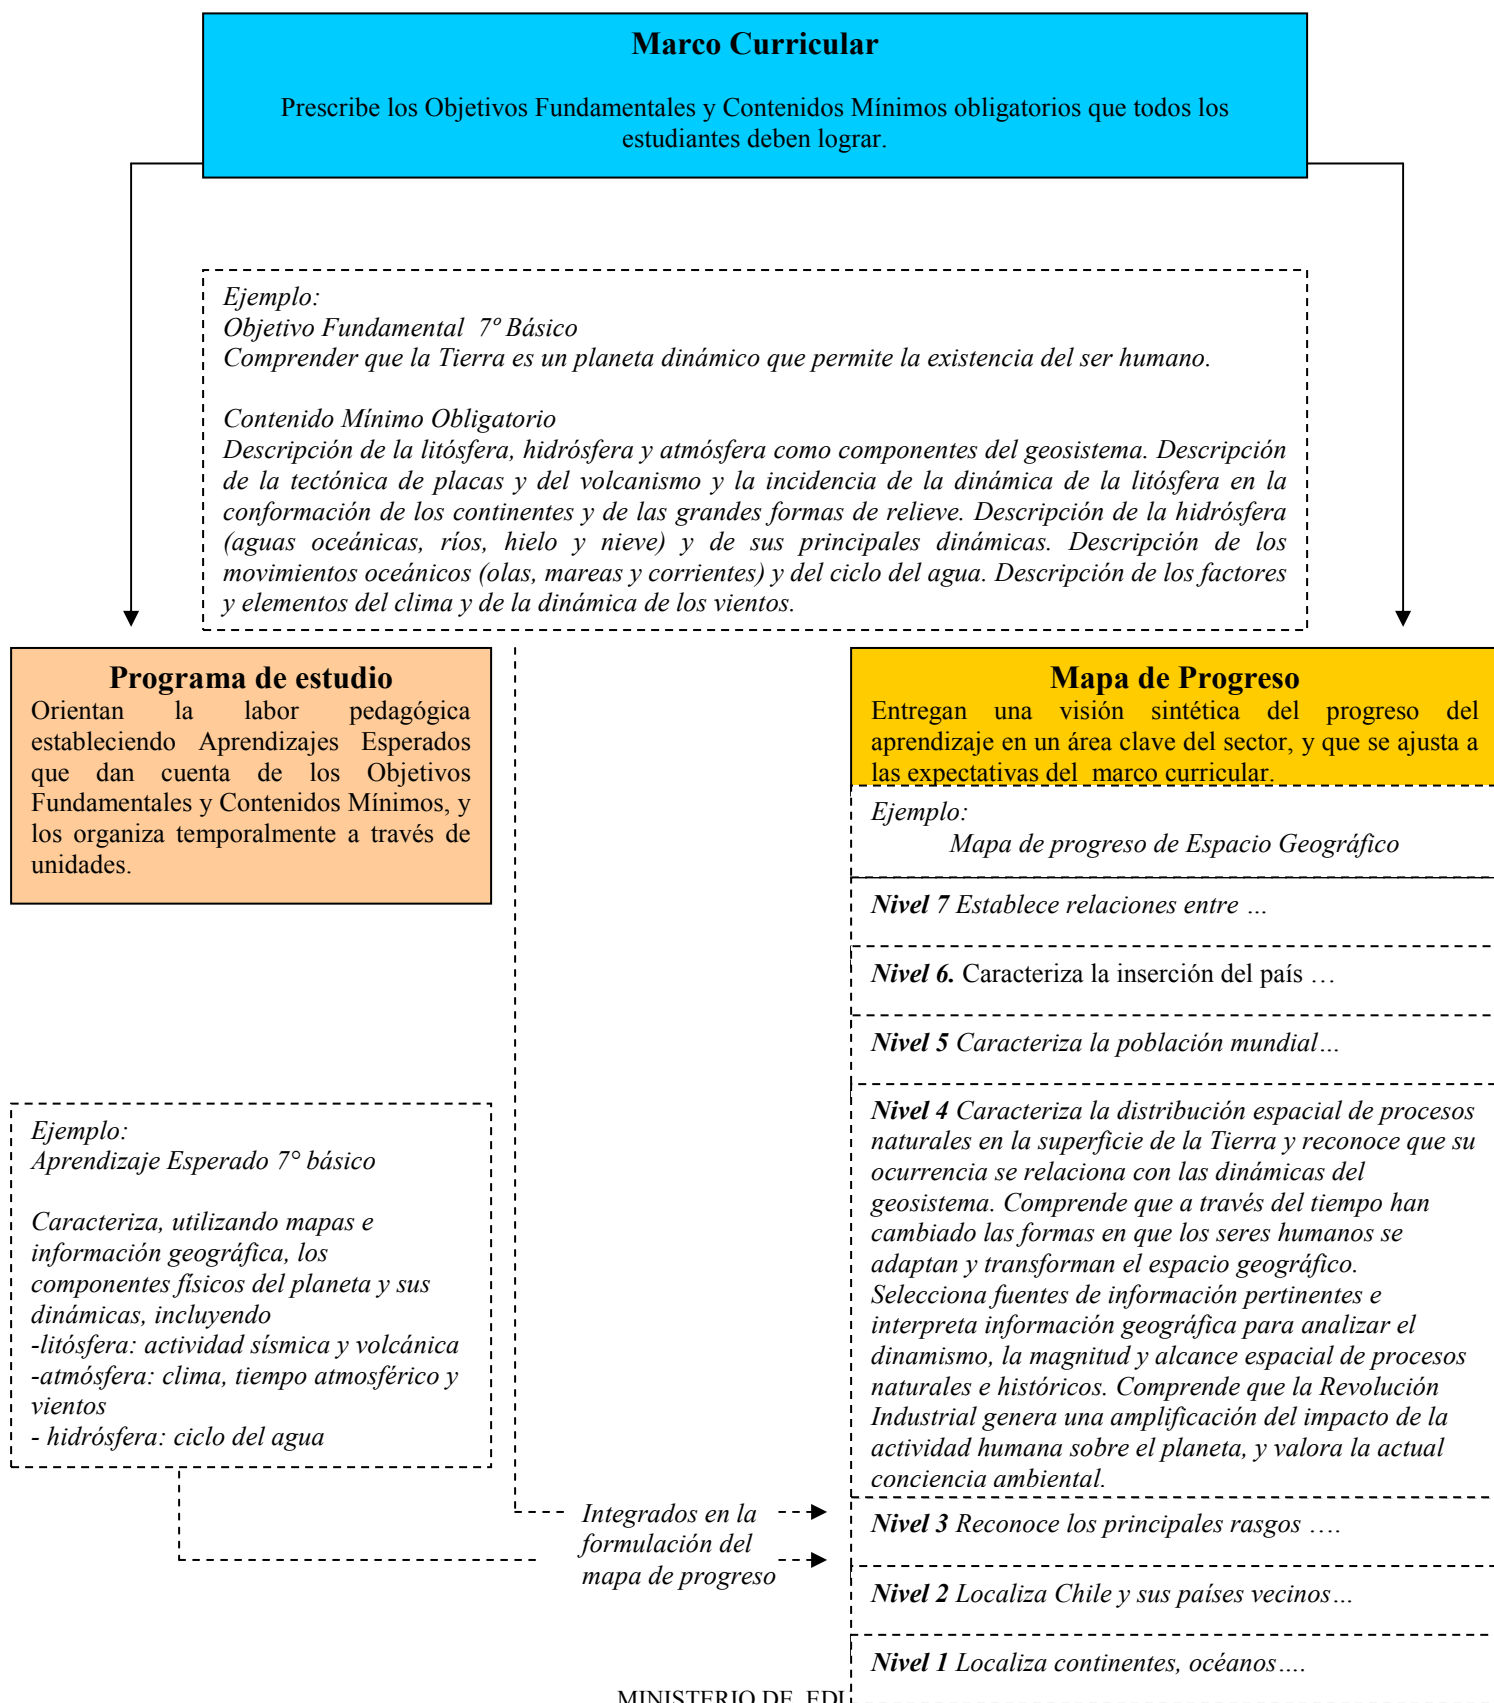 Marco Curricular
Prescribe los Objetivos Fundamentales y Contenidos Mínimos obligatorios que todos los
estudiantes deben lograr.
Ejemplo:
Objetivo Fundamental 7º Básico
Comprender que la Tierra es un planeta dinámico que permite la existencia del ser humano.
Contenido Mínimo Obligatorio
Descripción de la litósfera, hidrósfera y atmósfera como componentes del geosistema. Descripción
de la tectónica de placas y del volcanismo y la incidencia de la dinámica de la litósfera en la
conformación de los continentes y de las grandes formas de relieve. Descripción de la hidrósfera
(aguas oceánicas, ríos, hielo y nieve) y de sus principales dinámicas. Descripción de los
movimientos oceánicos (olas, mareas y corrientes) y del ciclo del agua. Descripción de los factores
y elementos del clima y de la dinámica de los vientos.
Programa de estudio
Orientan la labor pedagógica
estableciendo Aprendizajes Esperados
que dan cuenta de los Objetivos
Fundamentales y Contenidos Mínimos, y
los organiza temporalmente a través de
unidades.
Ejemplo:
Aprendizaje Esperado 7° básico
Caracteriza, utilizando mapas e
información geográfica, los
componentes físicos del planeta y sus
dinámicas, incluyendo
-litósfera: actividad sísmica y volcánica
-atmósfera: clima, tiempo atmosférico y
vientos
- hidrósfera: ciclo del agua
Integrados en la
formulación del
mapa de progreso
Mapa de Progreso
Entregan una visión sintética del progreso del
aprendizaje en un área clave del sector, y que se ajusta a
las expectativas del marco curricular.
Ejemplo:
Mapa de progreso de Espacio Geográfico
Nivel 7 Establece relaciones entre …
Nivel 6. Caracteriza la inserción del país …
Nivel 5 Caracteriza la población mundial…
Nivel 4 Caracteriza la distribución espacial de procesos
naturales en la superficie de la Tierra y reconoce que su
ocurrencia se relaciona con las dinámicas del
geosistema. Comprende que a través del tiempo han
cambiado las formas en que los seres humanos se
adaptan y transforman el espacio geográfico.
Selecciona fuentes de información pertinentes e
interpreta información geográfica para analizar el
dinamismo, la magnitud y alcance espacial de procesos
naturales e históricos. Comprende que la Revolución
Industrial genera una amplificación del impacto de la
actividad humana sobre el planeta, y valora la actual
conciencia ambiental.
Nivel 3 Reconoce los principales rasgos ….
Nivel 2 Localiza Chile y sus países vecinos…
Nivel 1 Localiza continentes, océanos….
MINISTERIO DE